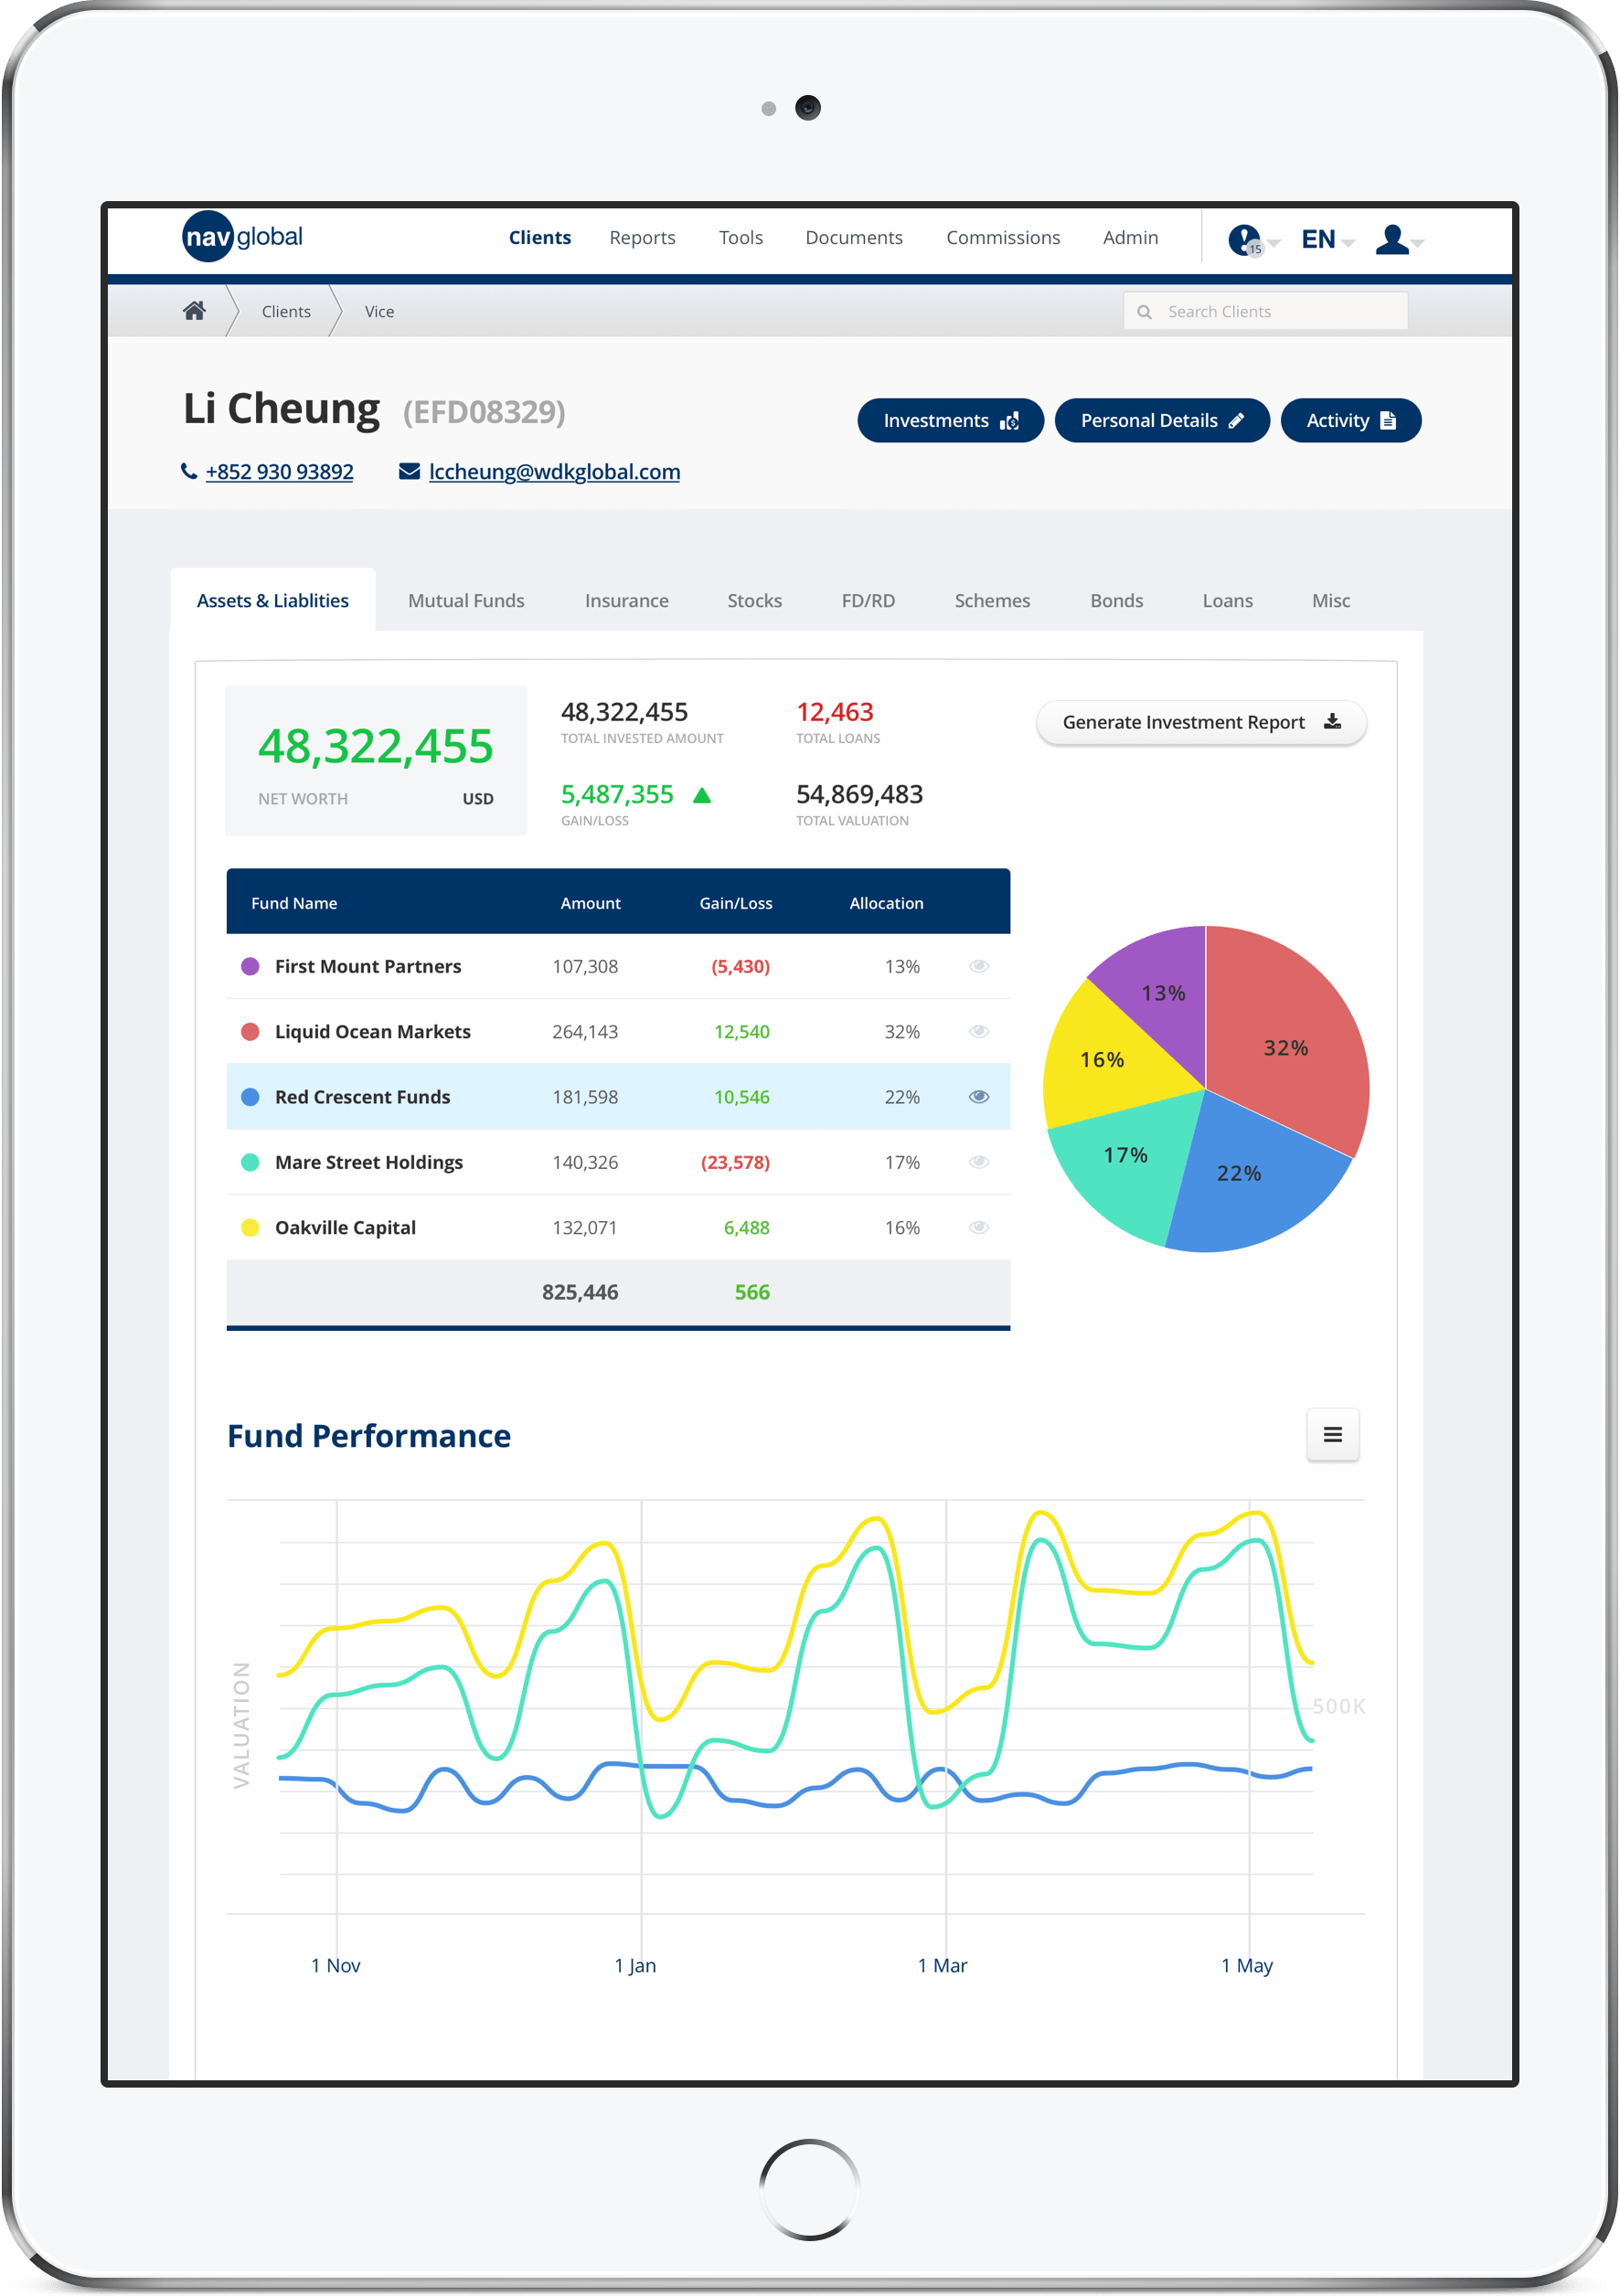 nav global Clients Reports Tools Documents Commissions Admin 15 EN
Clients Vice Search Clients
Li Cheung (EFD08329) Investments Personal Details Activity
+852 930 93892 lccheung@wdkglobal.com
Assets & Liablities Mutual Funds Insurance Stocks FD/RD Schemes Bonds Loans Misc
48,322,455
NET WORTH USD
48,322,455
TOTAL INVESTED AMOUNT
12,463
TOTAL LOANS
5,487,355
GAIN/LOSS
54,869,483
TOTAL VALUATION
Generate Investment Report
Fund Name Amount Gain/Loss Allocation
First Mount Partners 107,308 (5,430) 13%
Liquid Ocean Markets 264,143 12,540 32%
Red Crescent Funds 181,598 10,546 22%
Mare Street Holdings 140,326 (23,578) 17%
Oakville Capital 132,071 6,488 16%
825,446 566
13%
32%
16%
17%
22%
Fund Performance
VALUATION
500K
1 Nov 1 Jan 1 Mar 1 May